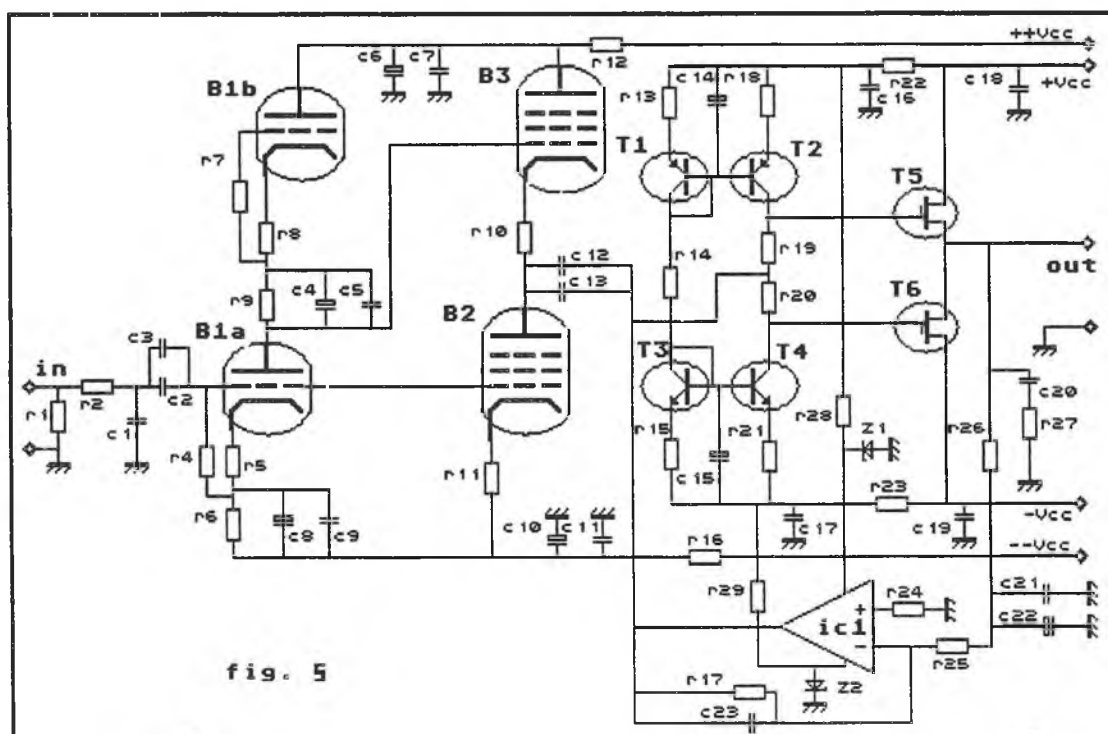 ++Vcc
c6
c7
r12
B3
B1b
c14
r18
r22
c18
+Vcc
r13
c16
r7
T1
T2
T5
r8
r10
r14
r19
c12
out
c13
r9
c4
c5
r20
T6
B1a
B2
c3
T3
T4
in
r2
c2
c20
r1
c1
r28
r26
r27
r15
r21
Z1
r4
r5
r11
c15
r23
-Vcc
r6
c8
c9
c10
c11
c17
c19
r16
--Vcc
r29
r24
c21
+
ic1
c22
-
r25
fig. 5
r17
Z2
c23